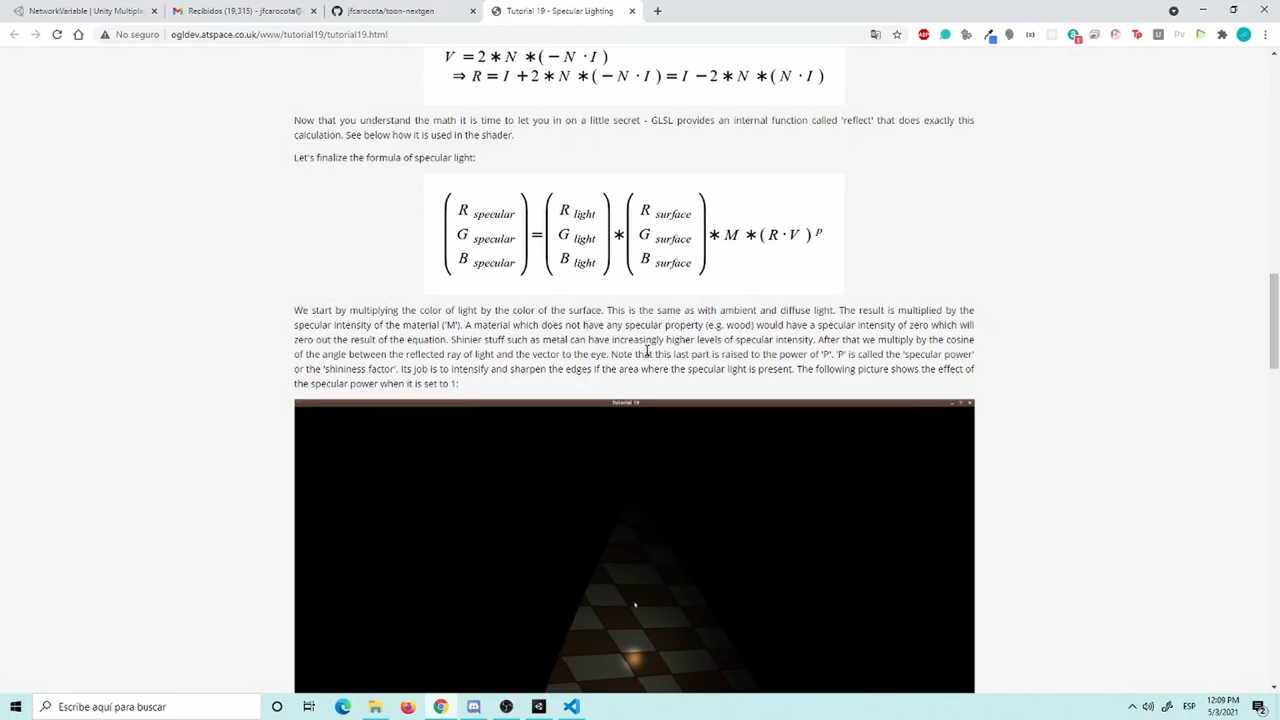 NetworkVariable | Unity Multipla
Recibidos (19,315) - jfcarocota@
jfcarocota/toon-nextgen
Tutorial 19 - Specular Lighting
No seguro
ogldev.atspace.co.uk/www/tutorial19/tutorial19.html
V = 2 * N * ( − N · I )
⇒ R = I + 2 * N * ( − N · I ) = I − 2 * N * ( N · I )
Now that you understand the math it is time to let you in on a little secret - GLSL provides an internal function called 'reflect' that does exactly this
calculation. See below how it is used in the shader.
Let's finalize the formula of specular light:
R specular R light R surface
G specular = G light * G surface * M * ( R · V ) p
B specular B light B surface
We start by multiplying the color of light by the color of the surface. This is the same as with ambient and diffuse light. The result is multiplied by the
specular intensity of the material ('M'). A material which does not have any specular property (e.g. wood) would have a specular intensity of zero which will
zero out the result of the equation. Shinier stuff such as metal can have increasingly higher levels of specular intensity. After that we multiply by the cosine
of the angle between the reflected ray of light and the vector to the eye. Note that this last part is raised to the power of 'P'. 'P' is called the 'specular power'
or the 'shininess factor'. Its job is to intensify and sharpen the edges if the area where the specular light is present. The following picture shows the effect of
the specular power when it is set to 1:
Tutorial 19
Escribe aquí para buscar
ESP
12:09 PM
5/3/2021